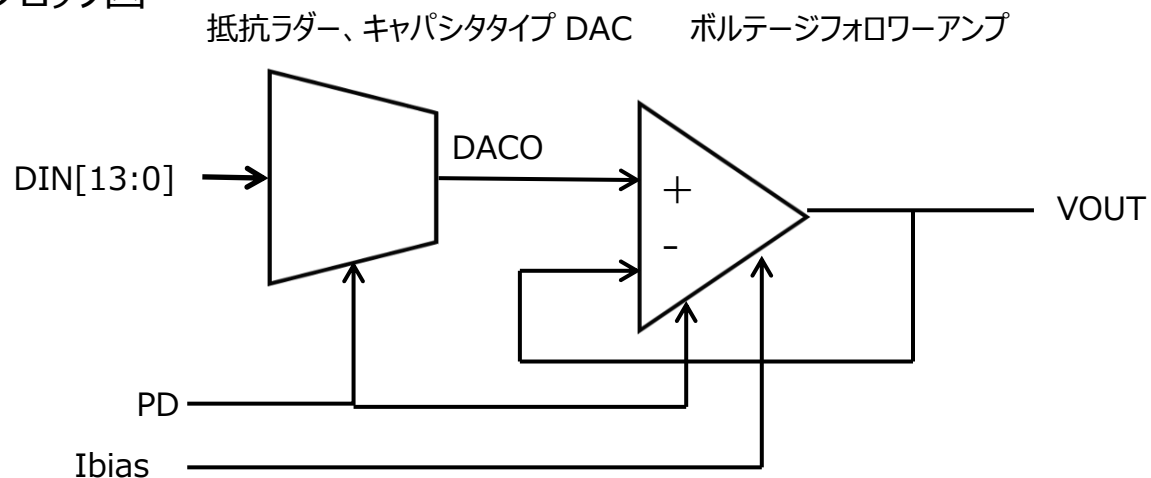 ブロック図
抵抗ラダー、キャパシタタイプ DAC
ボルテージフォロワーアンプ
DACO
DIN[13:0]
+
-
VOUT
PD
Ibias